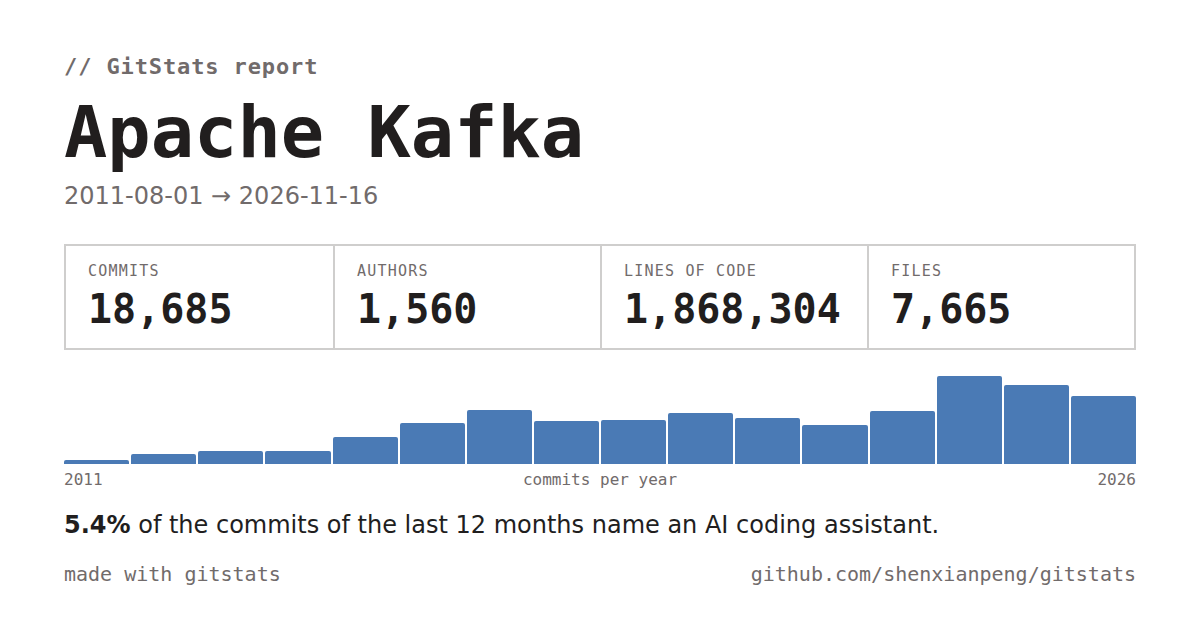 // GitStats report
Apache Kafka
2011-08-01 → 2026-11-16
COMMITS AUTHORS LINES OF CODE FILES
18,685 1,560 1,868,304 7,665
2011 commits per year 2026
5.4% of the commits of the last 12 months name an AI coding assistant.
made with gitstats github.com/shenxianpeng/gitstats